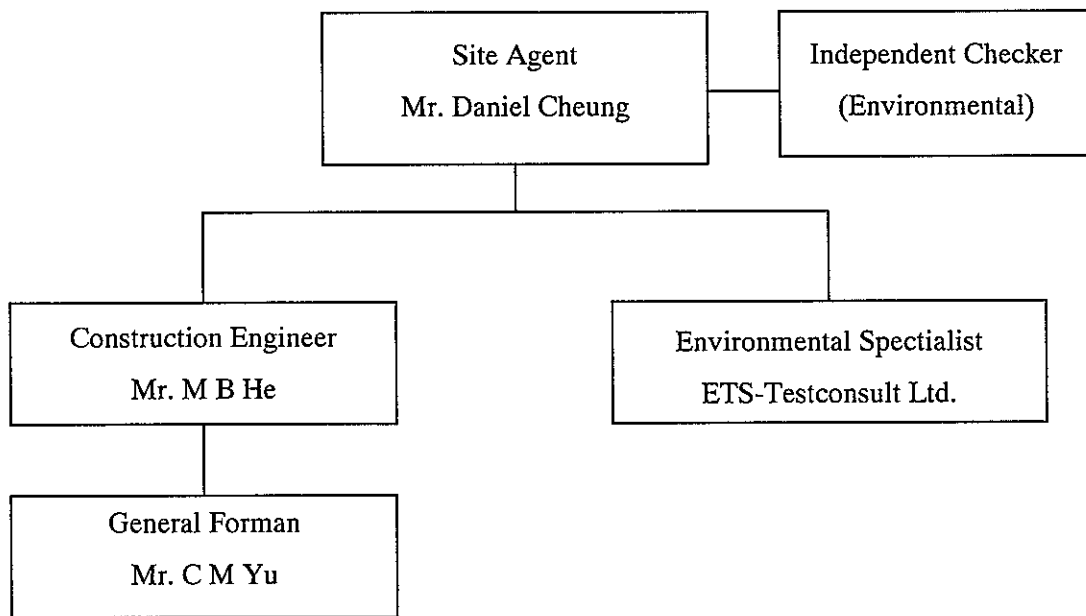 Site Agent
Mr. Daniel Cheung
Independent Checker
(Environmental)
Construction Engineer
Mr. M B He
Environmental Spectialist
ETS-Testconsult Ltd.
General Forman
Mr. C M Yu